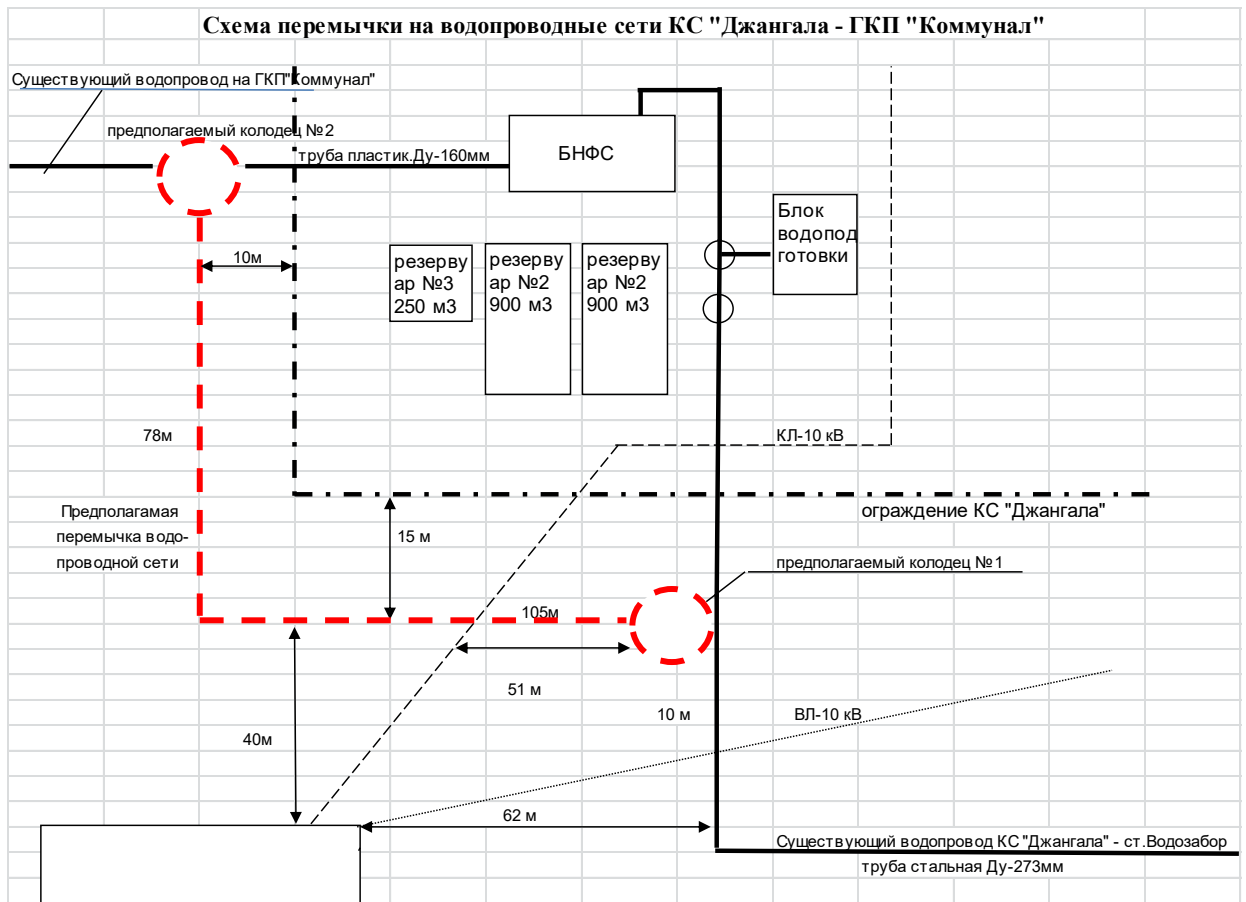 Схема перемычки на водопроводные сети КС "Джангала - ГКП "Коммунал"
Существующий водопровод на ГКП"Коммунал"
предполагаемый колодец №2
труба пластик.Ду-160мм
БНФС
Блок
водопод
готовки
10м
резерву
ар №3
250 м3
резерву
ар №2
900 м3
резерву
ар №2
900 м3
78м
КЛ-10 кВ
Предполагамая
перемычка водо-
проводной сети
15 м
ограждение КС "Джангала"
предполагаемый колодец №1
105м
51 м
10 м
ВЛ-10 кВ
40м
62 м
Существующий водопровод КС "Джангала" - ст.Водозабор
труба стальная Ду-273мм